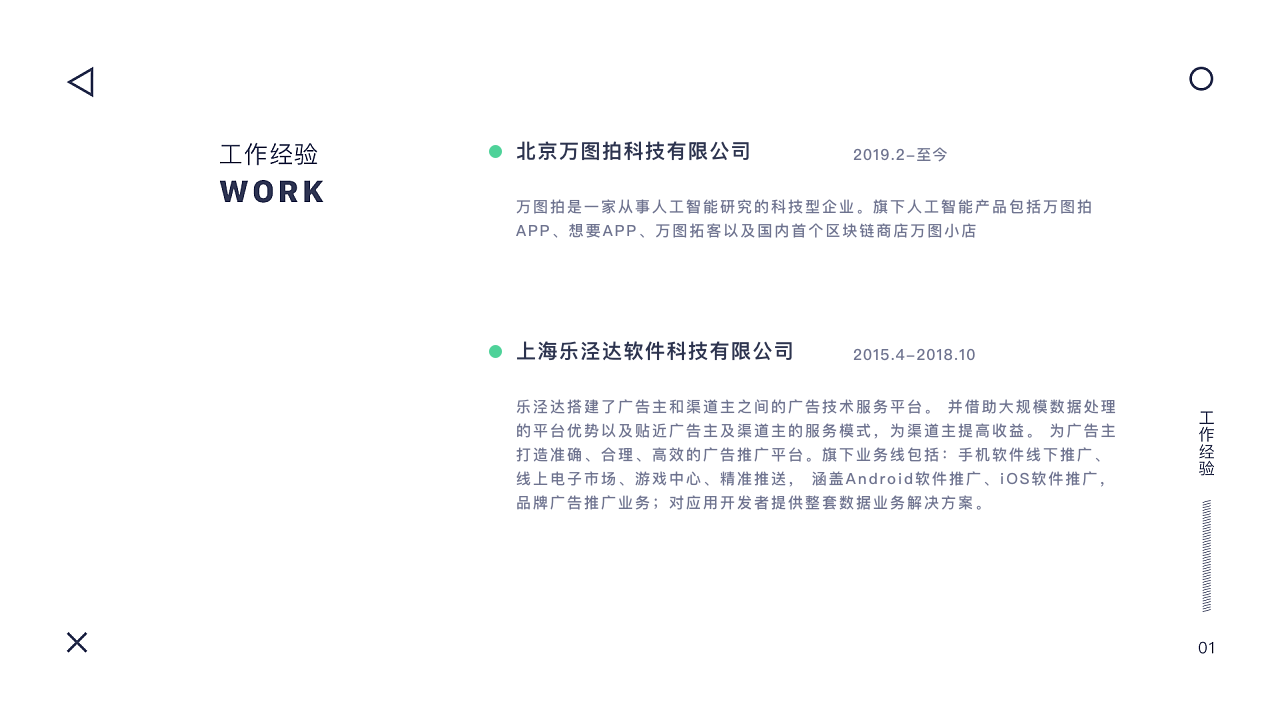 工作经验
WORK
北京万图拍科技有限公司
2019.2-至今
万图拍是一家从事人工智能研究的科技型企业。旗下人工智能产品包括万图拍
APP、想要APP、万图拓客以及国内首个区块链商店万图小店
上海乐泾达软件科技有限公司
2015.4-2018.10
乐泾达搭建了广告主和渠道主之间的广告技术服务平台。 并借助大规模数据处理
的平台优势以及贴近广告主及渠道主的服务模式，为渠道主提高收益。 为广告主
打造准确、合理、高效的广告推广平台。旗下业务线包括：手机软件线下推广、
线上电子市场、游戏中心、精准推送， 涵盖Android软件推广、iOS软件推广，
品牌广告推广业务；对应用开发者提供整套数据业务解决方案。
工作经验
01